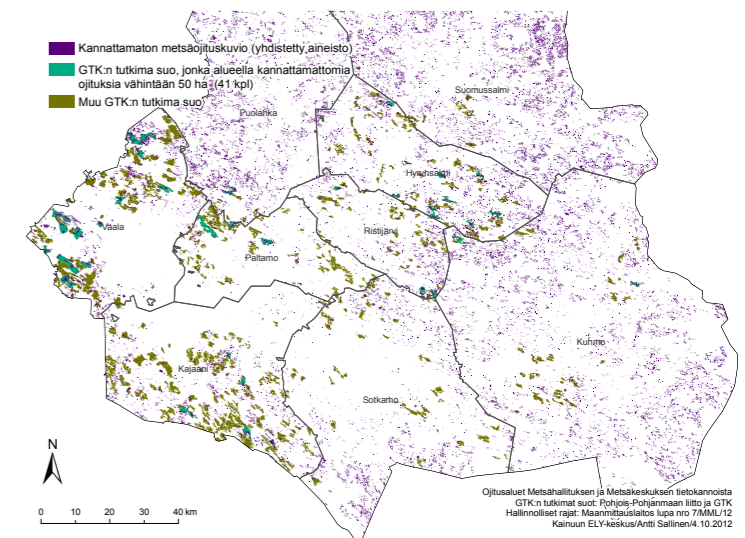 Kannattamaton metsäojituskuvio (yhdistetty aineisto)
GTK:n tutkima suo, jonka alueella kannattamattomia
ojituksia vähintään 50 ha (41 kpl)
Muu GTK:n tutkima suo
Suomussalmi
Puolanka
Hyrynsalmi
Vaala
Ristijärvi
Paltamo
Kuhmo
Kajaani
Sotkamo
N
0 10 20 30 40 km
Ojitusaluet Metsähallituksen ja Metsäkeskuksen tietokannoista
GTK:n tutkimat suot: Pohjois-Pohjanmaan liitto ja GTK
Hallinnolliset rajat: Maanmittauslaitos lupa nro 7/MML/12
Kainuun ELY-keskus/Antti Sallinen/4.10.2012